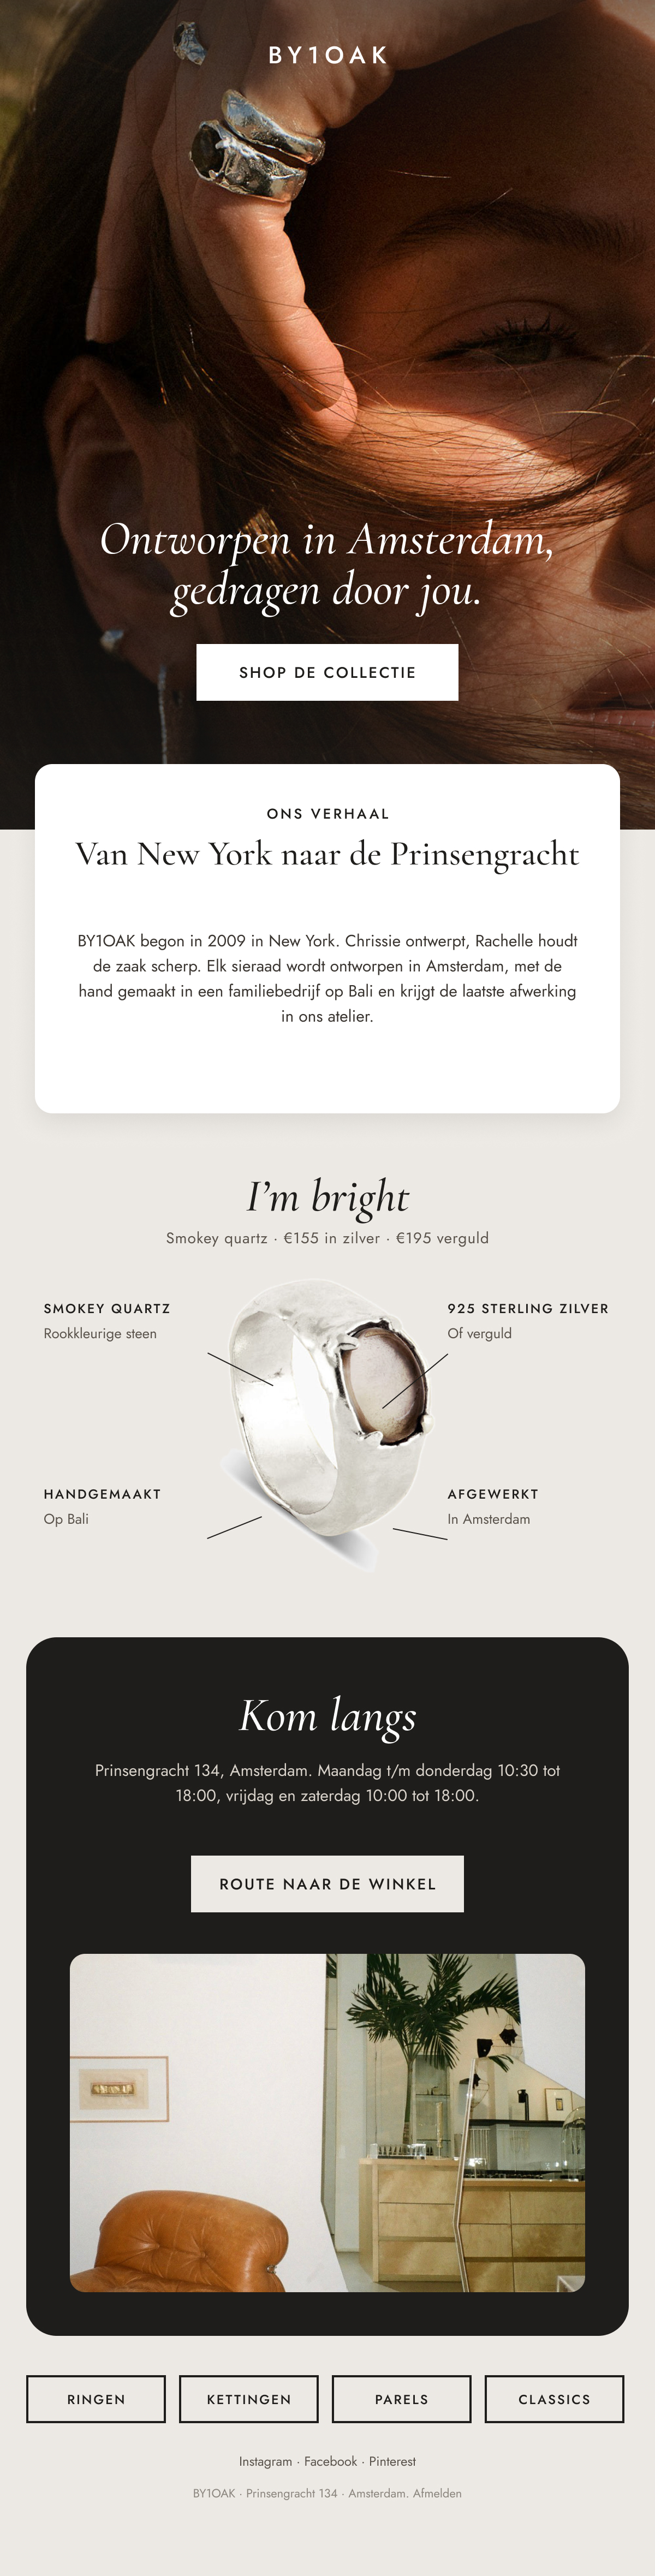 BY1OAK
Ontworpen in Amsterdam,
gedragen door jou.
SHOP DE COLLECTIE
ONS VERHAAL
Van New York naar de Prinsengracht
BY1OAK begon in 2009 in New York. Chrissie ontwerpt, Rachelle houdt
de zaak scherp. Elk sieraad wordt ontworpen in Amsterdam, met de
hand gemaakt in een familiebedrijf op Bali en krijgt de laatste afwerking
in ons atelier.
I’m bright
Smokey quartz · €155 in zilver · €195 verguld
SMOKEY QUARTZ
Rookkleurige steen
925 STERLING ZILVER
Of verguld
HANDGEMAAKT
Op Bali
AFGEWERKT
In Amsterdam
Kom langs
Prinsengracht 134, Amsterdam. Maandag t/m donderdag 10:30 tot
18:00, vrijdag en zaterdag 10:00 tot 18:00.
ROUTE NAAR DE WINKEL
RINGEN
KETTINGEN
PARELS
CLASSICS
Instagram · Facebook · Pinterest
BY1OAK · Prinsengracht 134 · Amsterdam. Afmelden